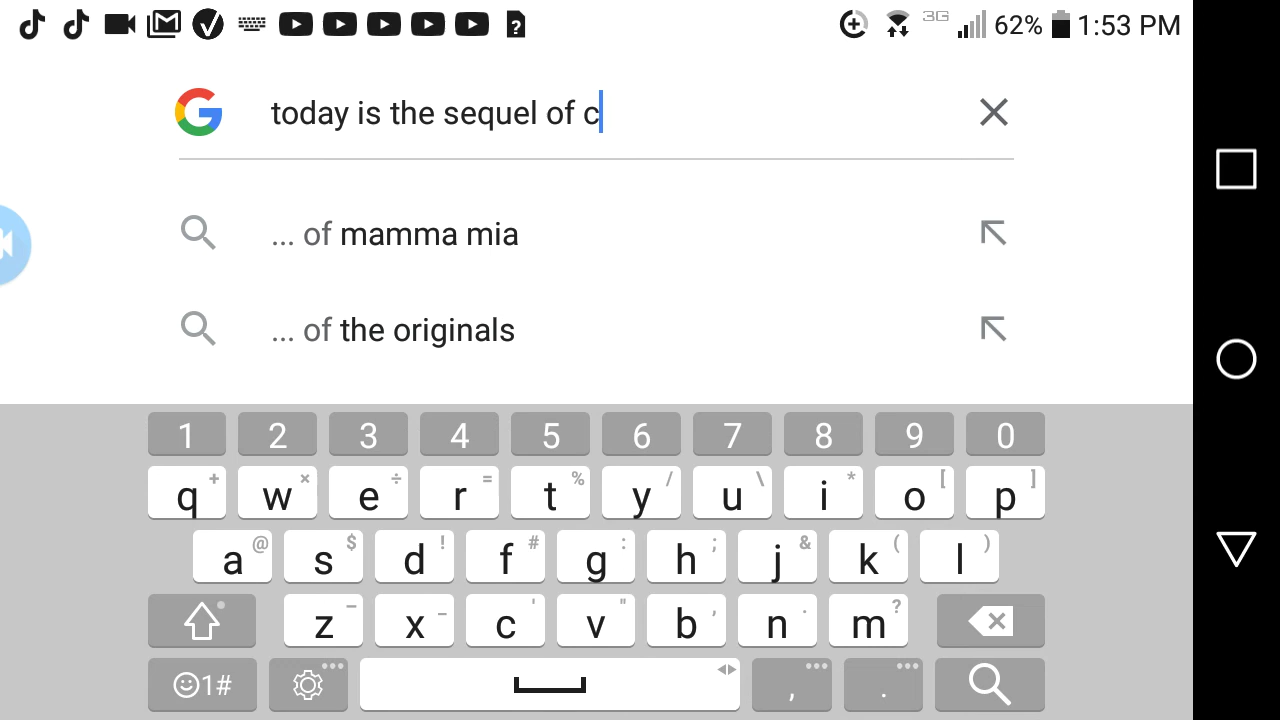 3G 62% 1:53 PM
today is the sequel of c
... of mamma mia
... of the originals
1 2 3 4 5 6 7 8 9 0
q + w × e ÷ r = t % y / u \ i * o [ p ]
a @ s $ d ! f # g : h ; j & k ( l )
z – x - c ' v " b , n . m ?
1# , .